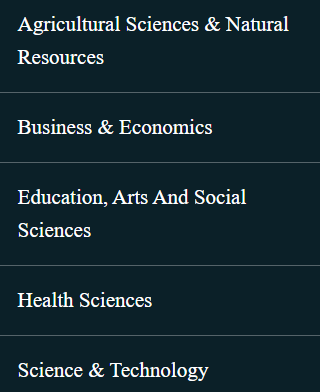 Agricultural Sciences & Natural
Resources
Business & Economics
Education, Arts And Social
Sciences
Health Sciences
Science & Technology